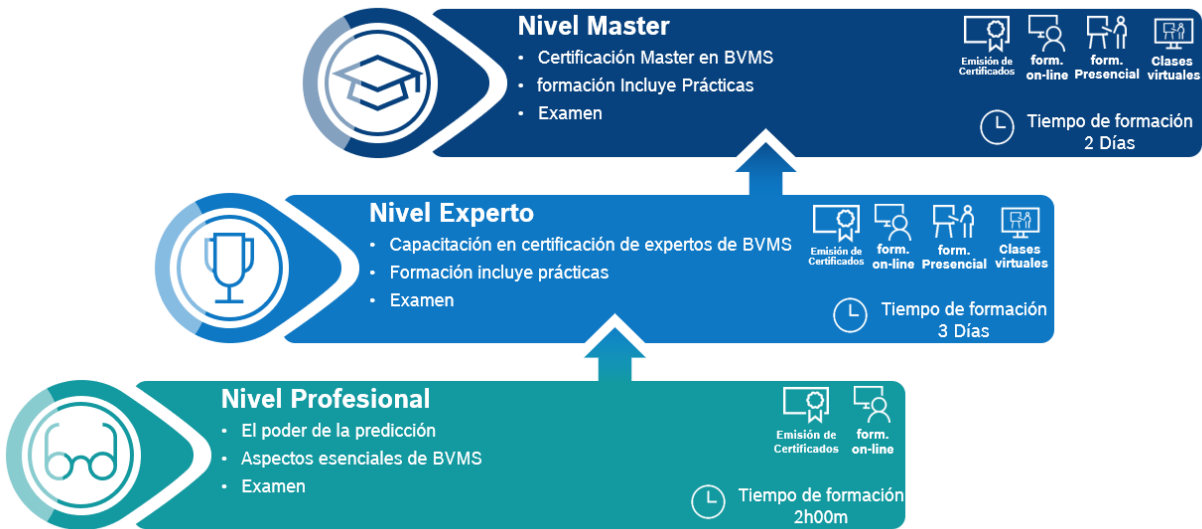 Nivel Master
• Certificación Master en BVMS
• formación Incluye Prácticas
• Examen
Emisión de
Certificados
form.
on-line
form.
Presencial
Clases
virtuales
Tiempo de formación
2 Días
Nivel Experto
• Capacitación en certificación de expertos de BVMS
• Formación incluye prácticas
• Examen
Emisión de
Certificados
form.
on-line
form.
Presencial
Clases
virtuales
Tiempo de formación
3 Días
Nivel Profesional
• El poder de la predicción
• Aspectos esenciales de BVMS
• Examen
Emisión de
Certificados
form.
on-line
Tiempo de formación
2h00m